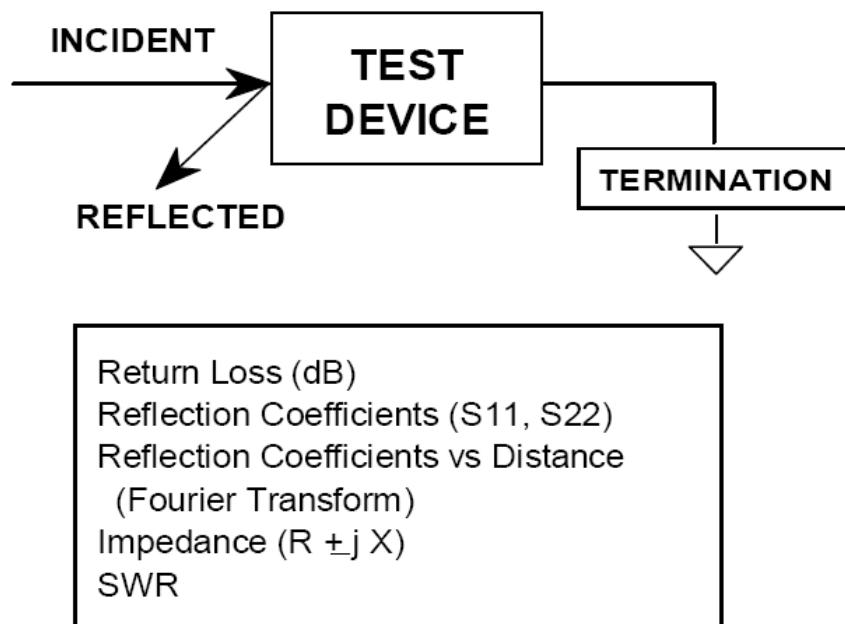 INCIDENT
TEST
DEVICE
REFLECTED
TERMINATION
Return Loss (dB)
Reflection Coefficients (S11, S22)
Reflection Coefficients vs Distance
(Fourier Transform)
Impedance (R ± j X)
SWR